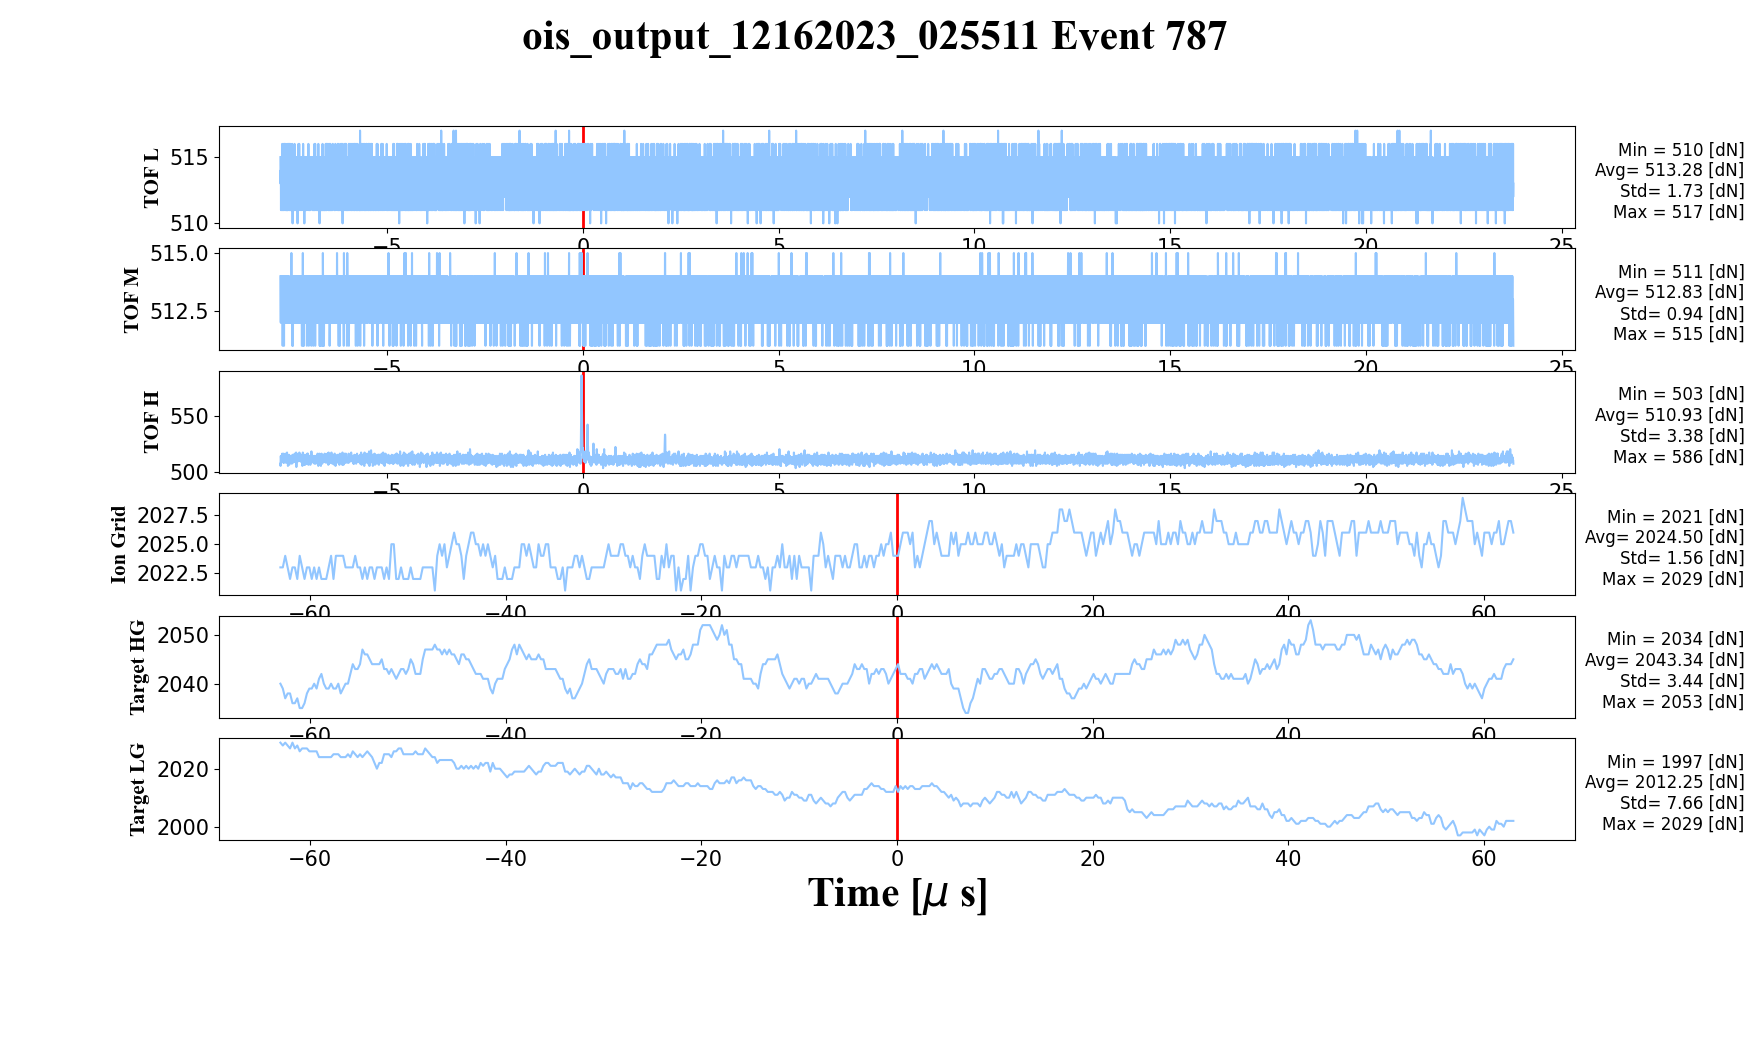 ois_output_12162023_025511 Event 787
TOF L
515
510
Min = 510 [dN]
Avg= 513.28 [dN]
Std= 1.73 [dN]
Max = 517 [dN]
−5 0 5 10 15 20 25
TOF M
515.0
512.5
Min = 511 [dN]
Avg= 512.83 [dN]
Std= 0.94 [dN]
Max = 515 [dN]
−5 0 5 10 15 20 25
TOF H
550
500
Min = 503 [dN]
Avg= 510.93 [dN]
Std= 3.38 [dN]
Max = 586 [dN]
−5 0 5 10 15 20 25
Ion Grid
2027.5
2025.0
2022.5
Min = 2021 [dN]
Avg= 2024.50 [dN]
Std= 1.56 [dN]
Max = 2029 [dN]
−60 −40 −20 0 20 40 60
Target HG
2050
2040
Min = 2034 [dN]
Avg= 2043.34 [dN]
Std= 3.44 [dN]
Max = 2053 [dN]
−60 −40 −20 0 20 40 60
Target LG
2020
2000
Min = 1997 [dN]
Avg= 2012.25 [dN]
Std= 7.66 [dN]
Max = 2029 [dN]
−60 −40 −20 0 20 40 60
Time [μ s]